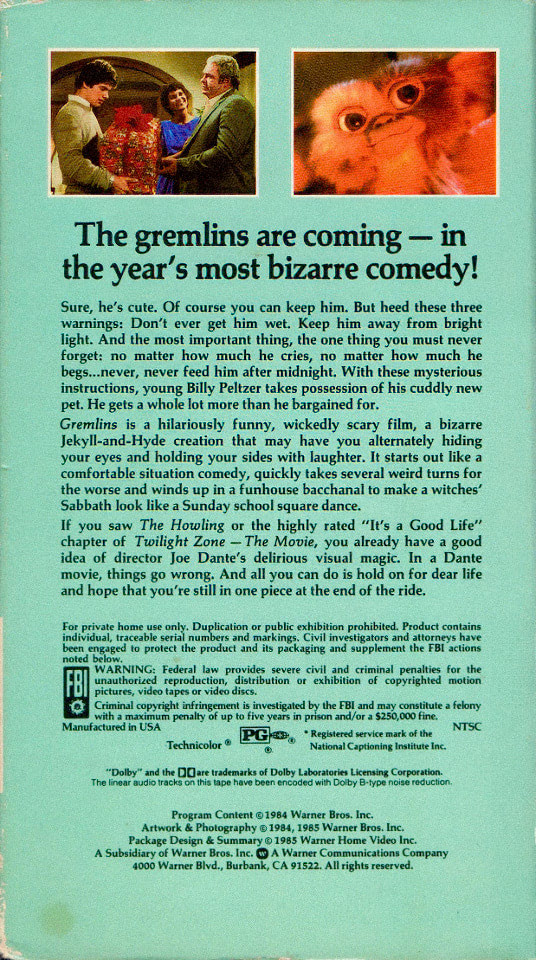 The gremlins are coming — in
the year's most bizarre comedy!
Sure, he's cute. Of course you can keep him. But heed these three
warnings: Don't ever get him wet. Keep him away from bright
light. And the most important thing, the one thing you must never
forget: no matter how much he cries, no matter how much he
begs...never, never feed him after midnight. With these mysterious
instructions, young Billy Peltzer takes possession of his cuddly new
pet. He gets a whole lot more than he bargained for.
Gremlins is a hilariously funny, wickedly scary film, a bizarre
Jekyll-and-Hyde creation that may have you alternately hiding
your eyes and holding your sides with laughter. It starts out like a
comfortable situation comedy, quickly takes several weird turns for
the worse and winds up in a funhouse bacchanal to make a witches'
Sabbath look like a Sunday school square dance.
If you saw The Howling or the highly rated "It's a Good Life"
chapter of Twilight Zone — The Movie, you already have a good
idea of director Joe Dante's delirious visual magic. In a Dante
movie, things go wrong. And all you can do is hold on for dear life
and hope that you're still in one piece at the end of the ride.
For private home use only. Duplication or public exhibition prohibited. Product contains
individual, traceable serial numbers and markings. Civil investigators and attorneys have
been engaged to protect the product and its packaging and supplement the FBI actions
noted below.
FBI
WARNING: Federal law provides severe civil and criminal penalties for the
unauthorized reproduction, distribution or exhibition of copyrighted motion
pictures, video tapes or video discs.
Criminal copyright infringement is investigated by the FBI and may constitute a felony
with a maximum penalty of up to five years in prison and/or a $250,000 fine.
Manufactured in USA NTSC
Technicolor ® PG ® ® * Registered service mark of the
National Captioning Institute Inc.
"Dolby" and the are trademarks of Dolby Laboratories Licensing Corporation.
The linear audio tracks on this tape have been encoded with Dolby B-type noise reduction.
Program Content © 1984 Warner Bros. Inc.
Artwork & Photography © 1984, 1985 Warner Bros. Inc.
Package Design & Summary © 1985 Warner Home Video Inc.
A Subsidiary of Warner Bros. Inc. A Warner Communications Company
4000 Warner Blvd., Burbank, CA 91522. All rights reserved.